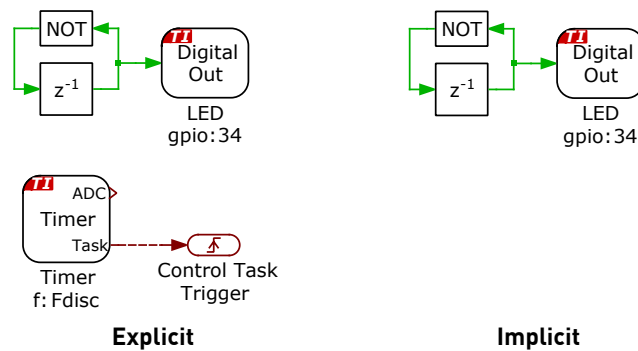 NOT
z-1
TI
Digital
Out
LED
gpio:34
NOT
z-1
TI
Digital
Out
LED
gpio:34
TI
ADC
Timer
Task
Timer
f: Fdisc
Control Task
Trigger
Explicit
Implicit